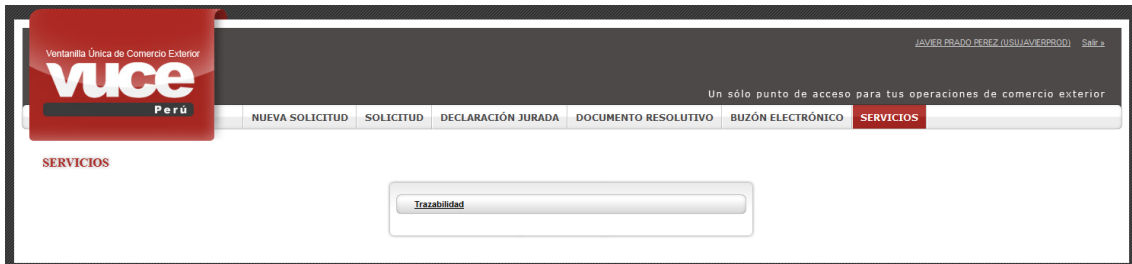 Ventanilla Única de Comercio Exterior
vuce
Perú
JAVIER PRADO PEREZ (USUJAVIERPROD) Salir »
Un sólo punto de acceso para tus operaciones de comercio exterior
NUEVA SOLICITUD SOLICITUD DECLARACIÓN JURADA DOCUMENTO RESOLUTIVO BUZÓN ELECTRÓNICO SERVICIOS
SERVICIOS
Trazabilidad